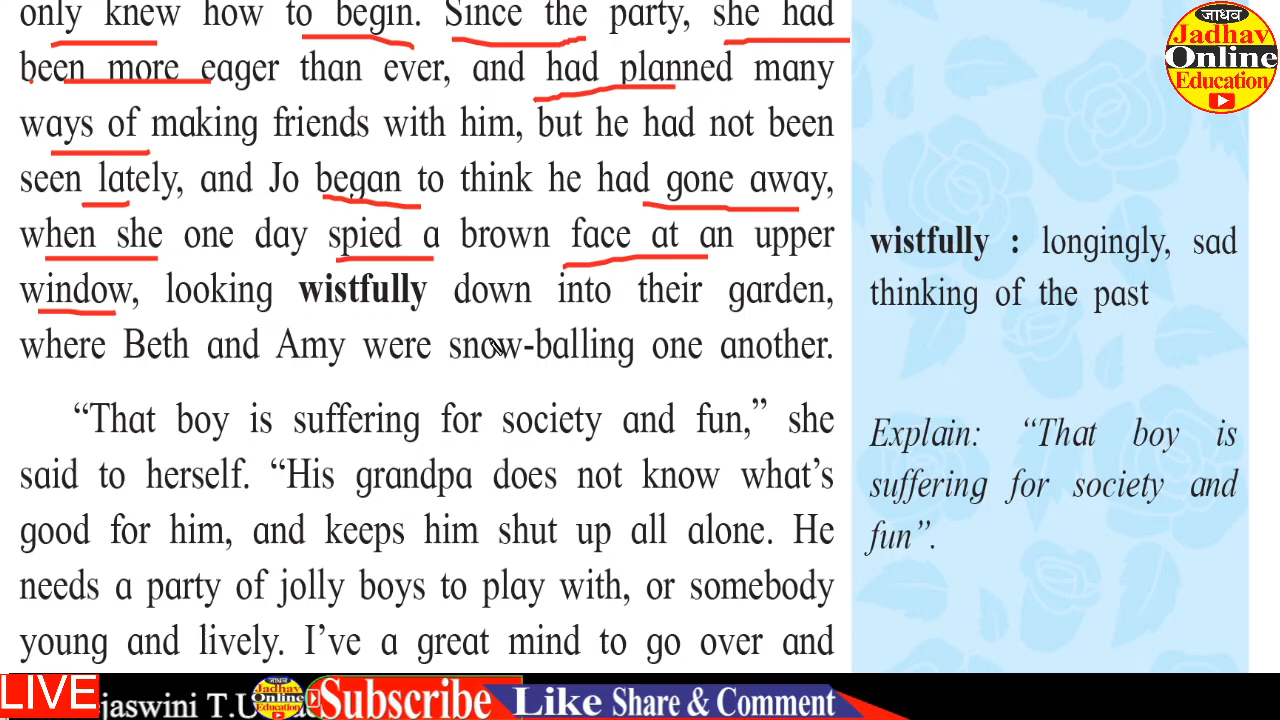 only knew how to begin. Since the party, she had
been more eager than ever, and had planned many
ways of making friends with him, but he had not been
seen lately, and Jo began to think he had gone away,
when she one day spied a brown face at an upper
window, looking wistfully down into their garden,
where Beth and Amy were snow-balling one another.
“That boy is suffering for society and fun,” she
said to herself. “His grandpa does not know what’s
good for him, and keeps him shut up all alone. He
needs a party of jolly boys to play with, or somebody
young and lively. I’ve a great mind to go over and
wistfully : longingly, sad
thinking of the past
Explain: “That boy is
suffering for society and
fun”.
जाधव
Jadhav
Online
Education
LIVE
jaswini T.U
जाधव
Jadhav
Online
Education
Subscribe
Like Share & Comment